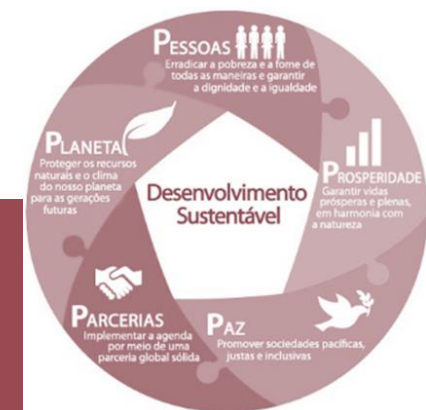 PESSOAS
Erradicar a pobreza e a fome de
todas as maneiras e garantir
a dignidade e a igualdade
PLANETA
Proteger os recursos
naturais e o clima
do nosso planeta
para as gerações
futuras
Desenvolvimento
Sustentável
PROSPERIDADE
Garantir vidas
prósperas e plenas,
em harmonia com
a natureza
PARCERIAS
Implementar a agenda
por meio de uma
parceria global sólida
PAZ
Promover sociedades pacíficas,
justas e inclusivas